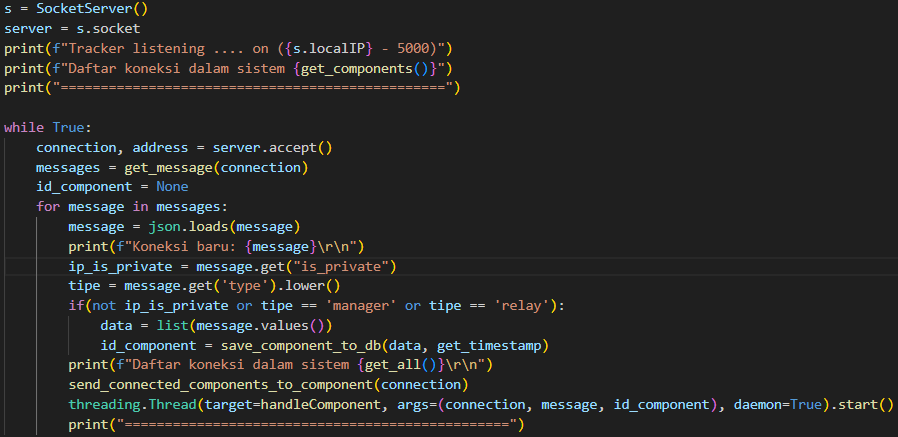 s = SocketServer()
server = s.socket
print(f"Tracker listening .... on ({s.localIP} - 5000)")
print(f"Daftar koneksi dalam sistem {get_components()}")
print("================================================")
while True:
    connection, address = server.accept()
    messages = get_message(connection)
    id_component = None
    for message in messages:
        message = json.loads(message)
        print(f"Koneksi baru: {message}\r\n")
        ip_is_private = message.get("is_private")
        tipe = message.get('type').lower()
        if(not ip_is_private or tipe == 'manager' or tipe == 'relay'):
            data = list(message.values())
            id_component = save_component_to_db(data, get_timestamp)
        print(f"Daftar koneksi dalam sistem {get_all()}\r\n")
        send_connected_components_to_component(connection)
        threading.Thread(target=handleComponent, args=(connection, message, id_component), daemon=True).start()
        print("================================================")